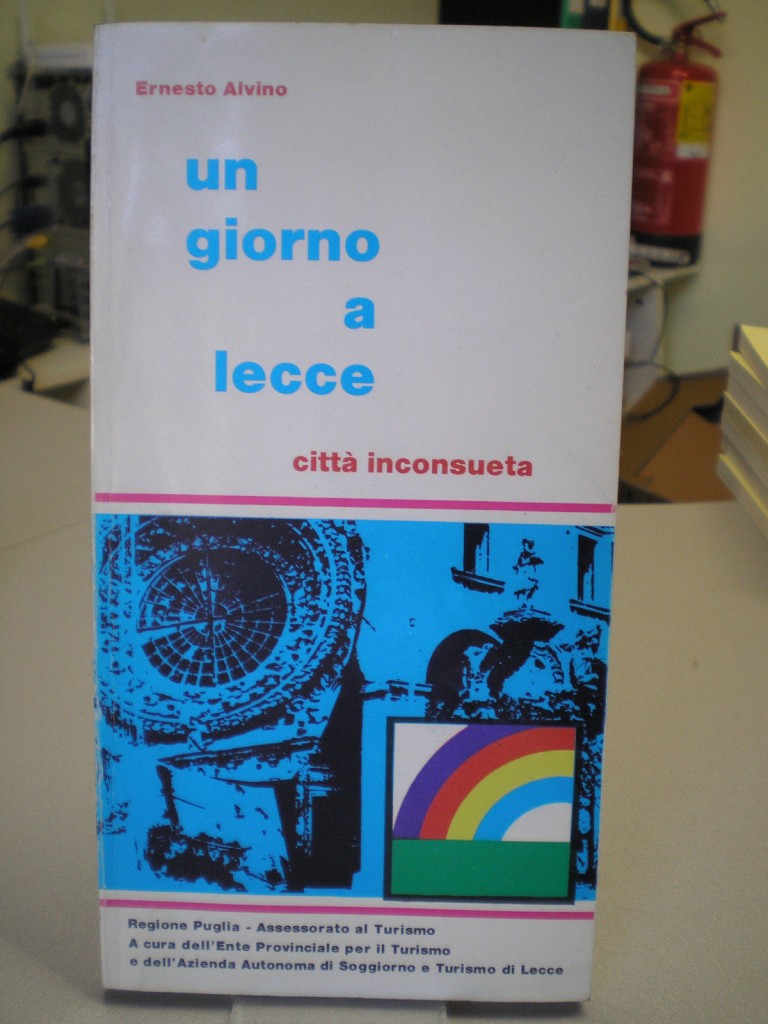 Ernesto Alvino
un
giorno
a
lecce
città inconsueta
Regione Puglia - Assessorato al Turismo
A cura dell'Ente Provinciale per il Turismo
e dell'Azienda Autonoma di Soggiorno e Turismo di Lecce